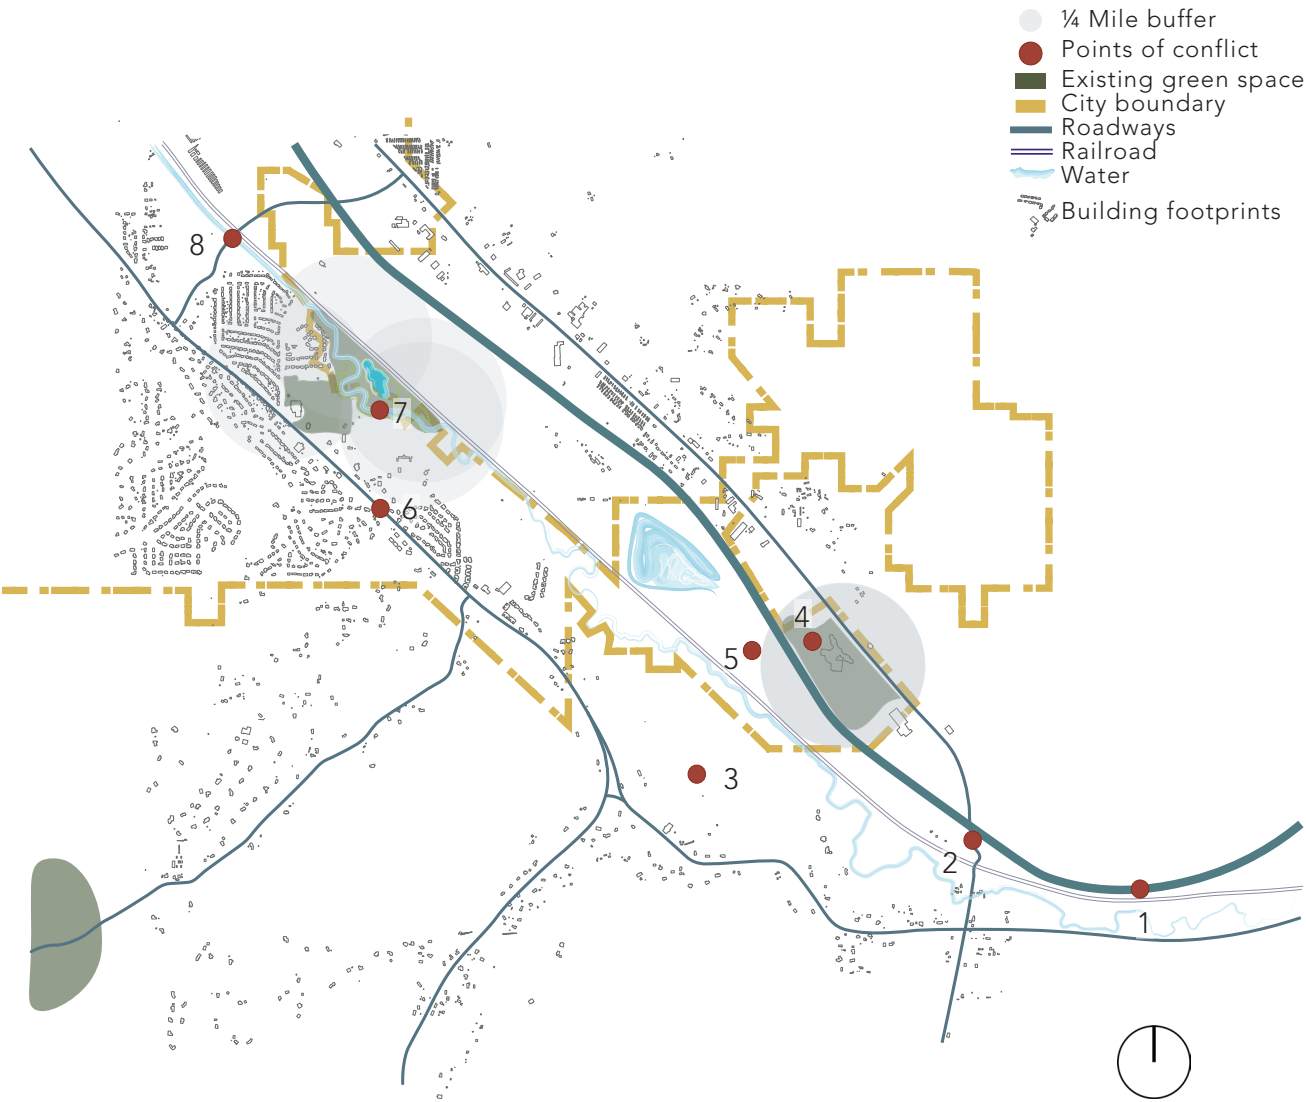 ¼ Mile buffer
Points of conflict
Existing green space
City boundary
Roadways
Railroad
Water
Building footprints
8
7
6
4
5
3
2
1